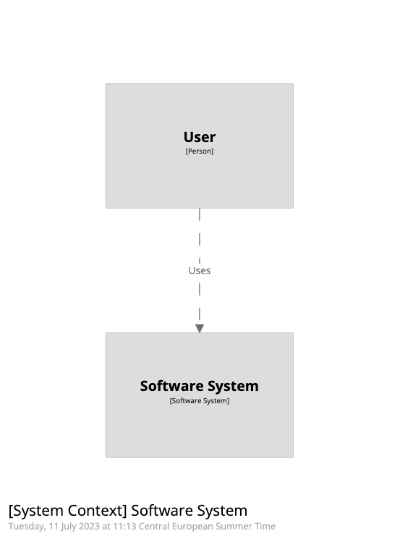 User
[Person]
Uses
Software System
[Software System]
[System Context] Software System
Tuesday, 11 July 2023 at 11:13 Central European Summer Time